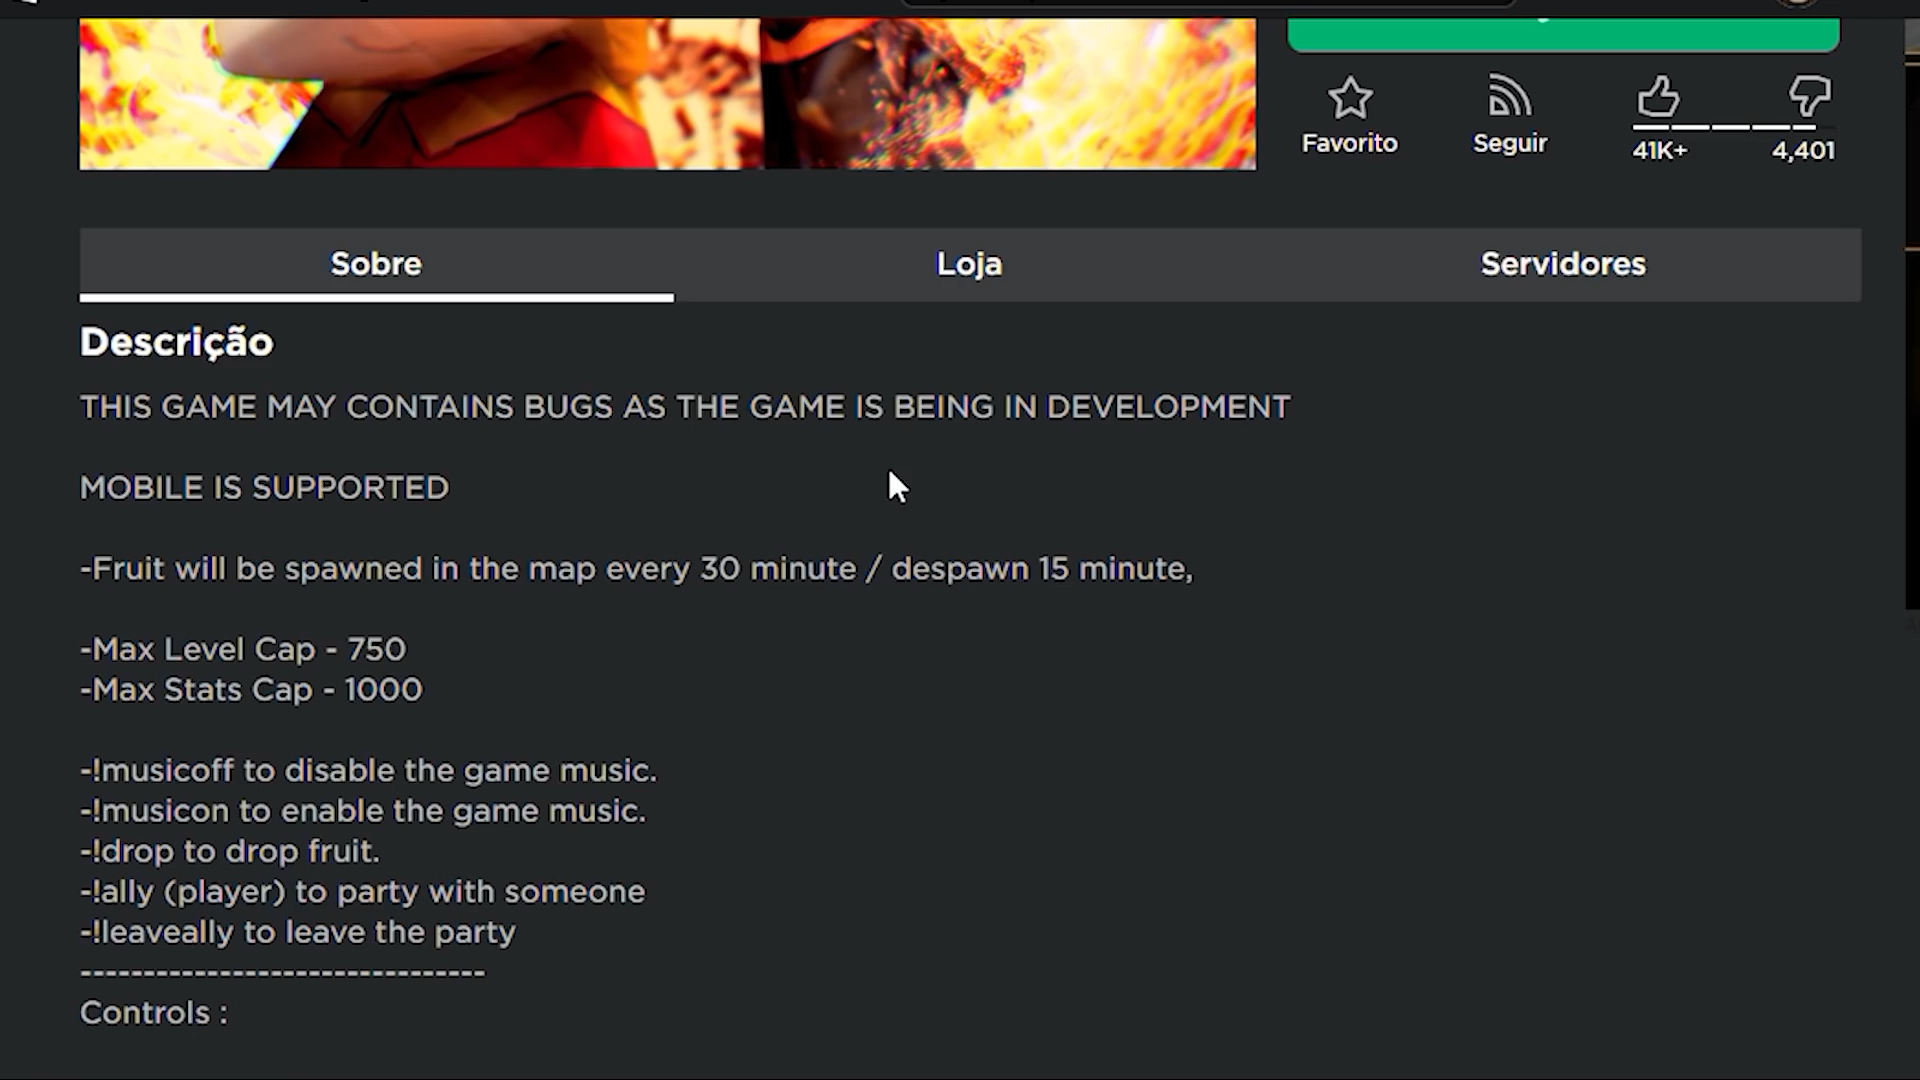 Favorito
Seguir
41K+
4,401
Sobre
Loja
Servidores
Descrição
THIS GAME MAY CONTAINS BUGS AS THE GAME IS BEING IN DEVELOPMENT
MOBILE IS SUPPORTED
-Fruit will be spawned in the map every 30 minute / despawn 15 minute,
-Max Level Cap - 750
-Max Stats Cap - 1000
-!musicoff to disable the game music.
-!musicon to enable the game music.
-!drop to drop fruit.
-!ally (player) to party with someone
-!leaveally to leave the party
--------------------------------
Controls :